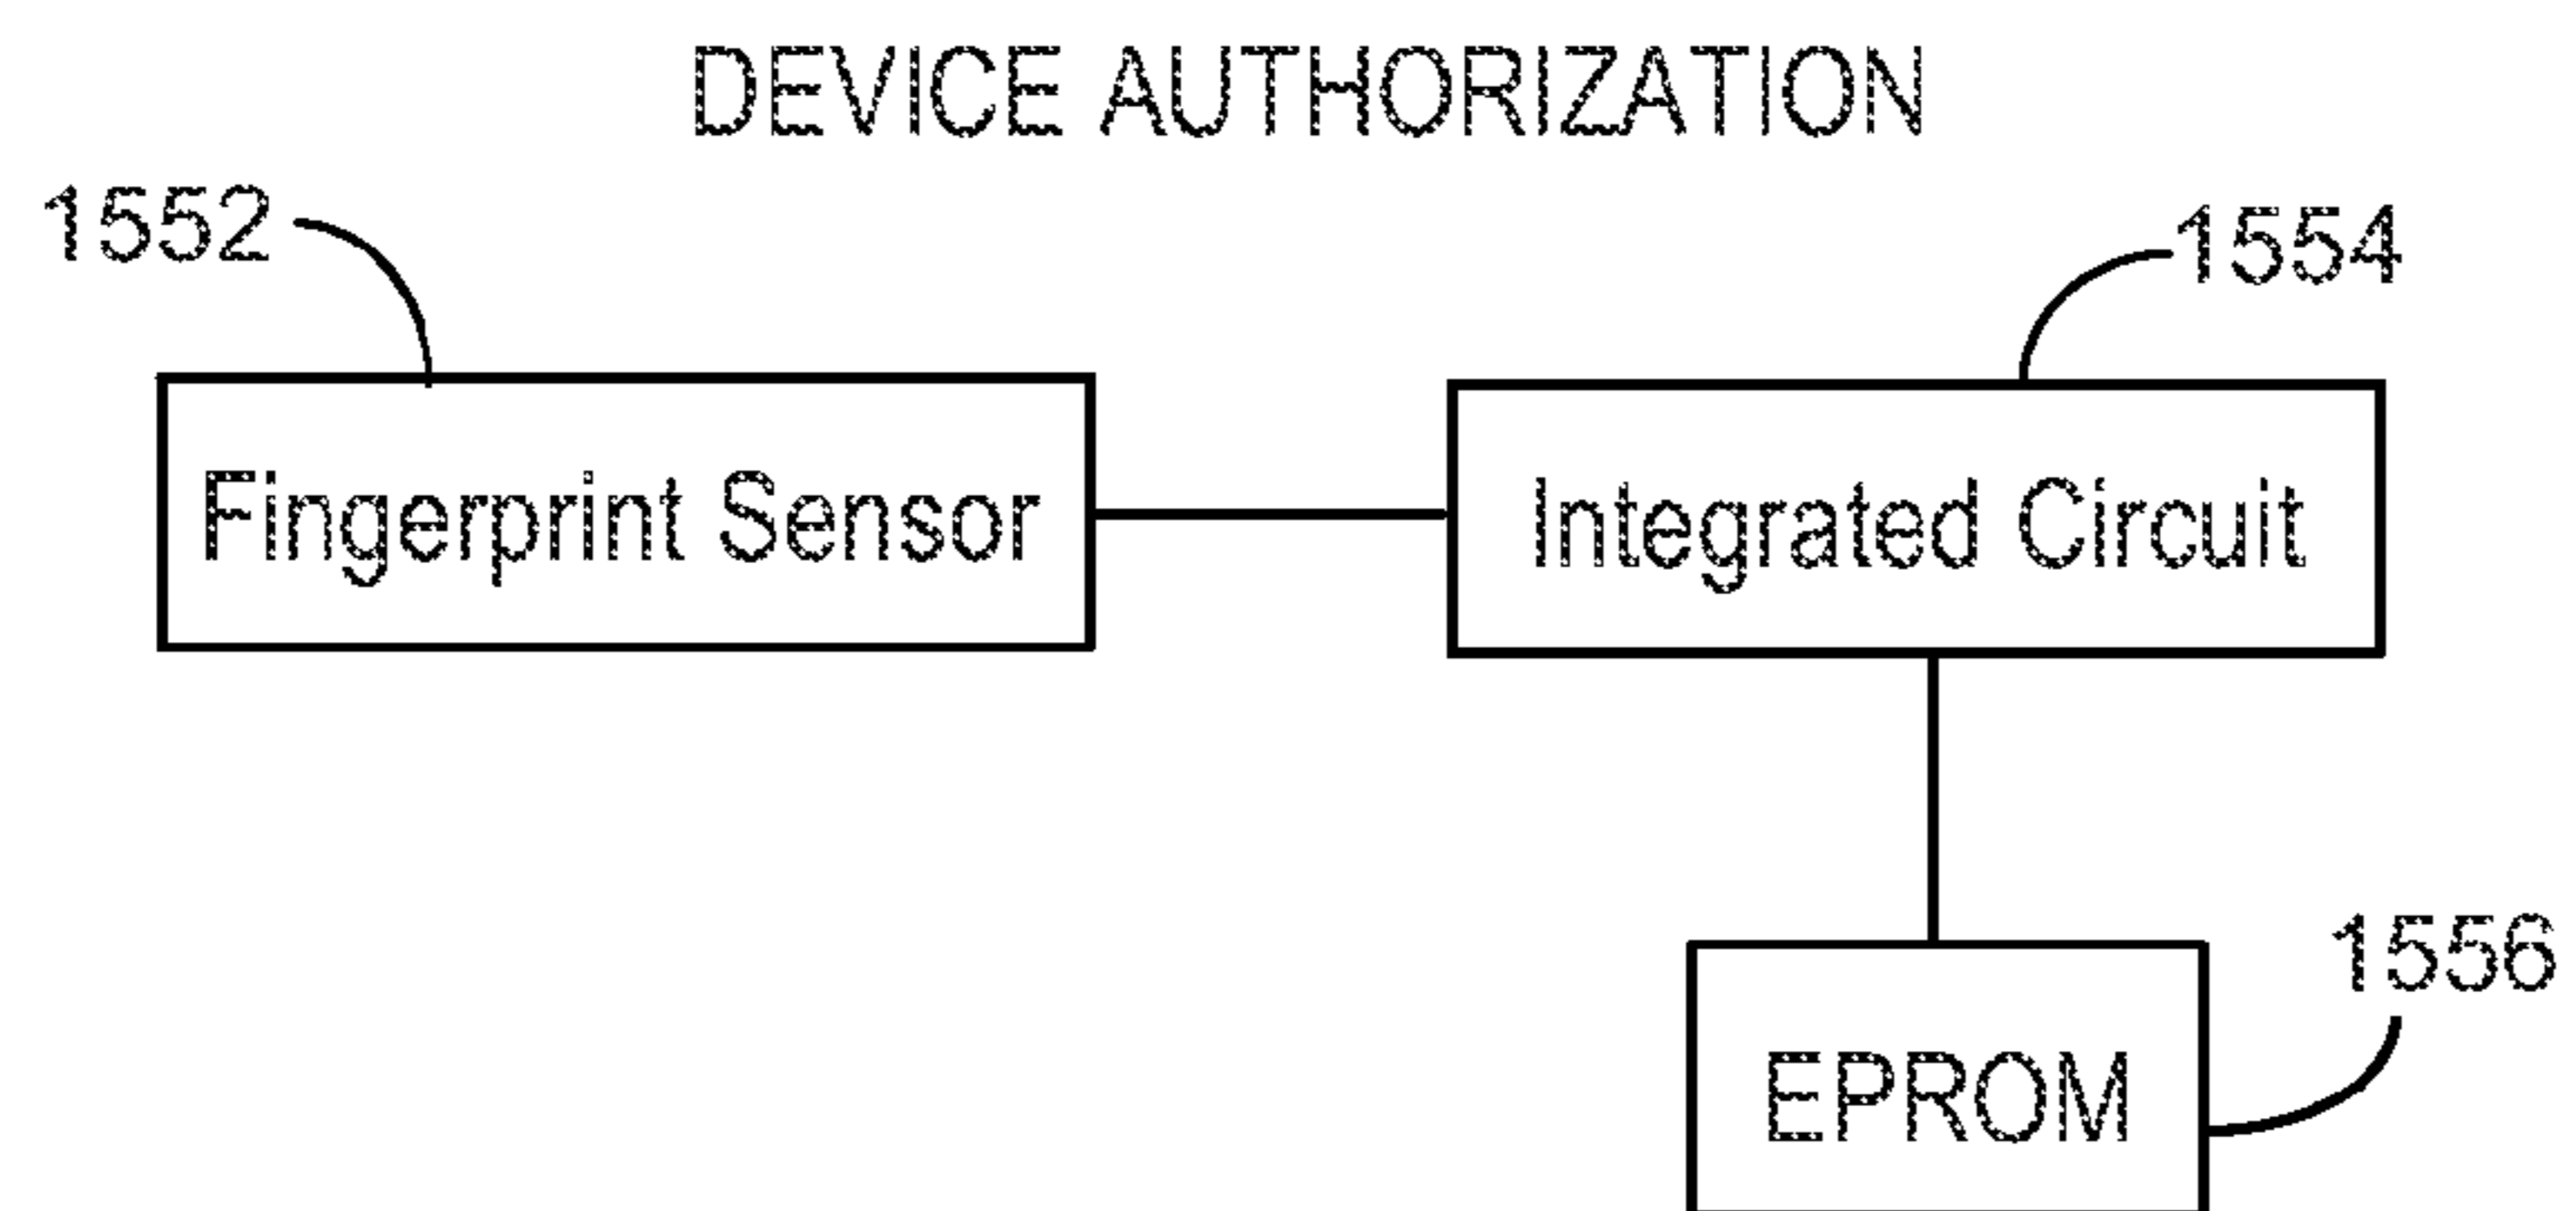 DEVICE AUTHORIZATION
1552
1554
Fingerprint Sensor
Integrated Circuit
1556
EPROM